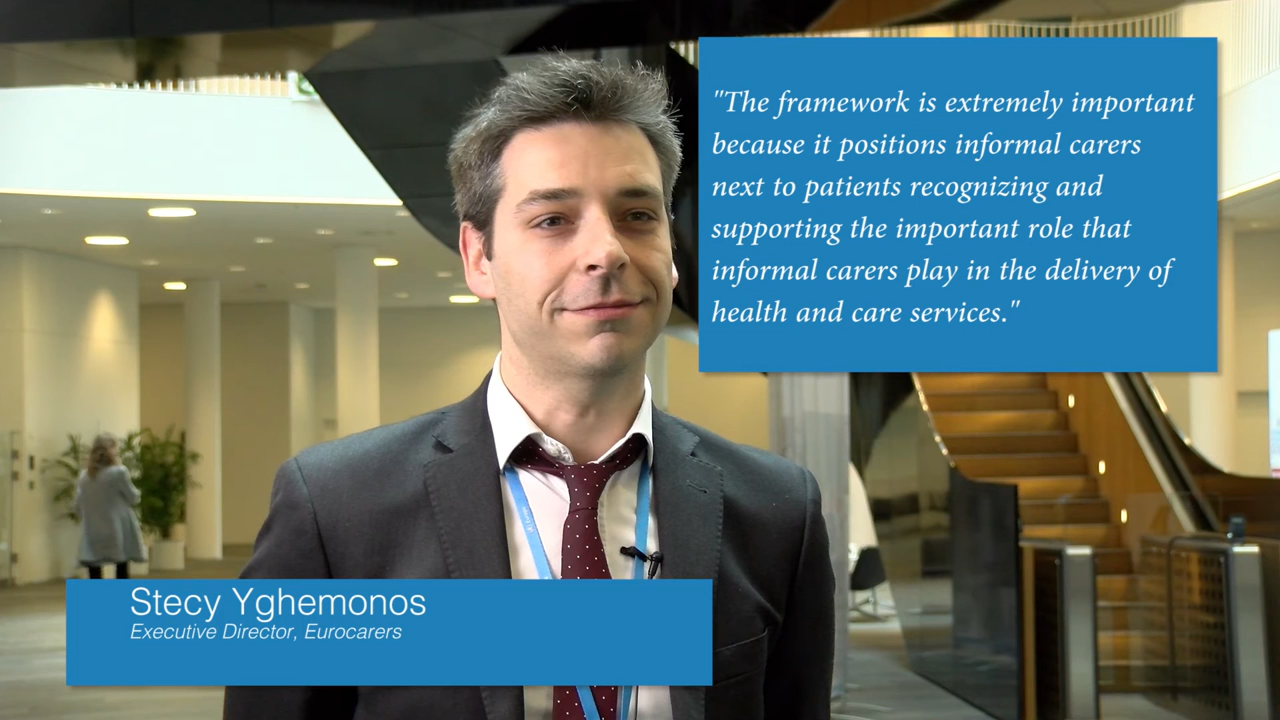 "The framework is extremely important
because it positions informal carers
next to patients recognizing and
supporting the important role that
informal carers play in the delivery of
health and care services."
Stecy Yghemonos
Executive Director, Eurocarers